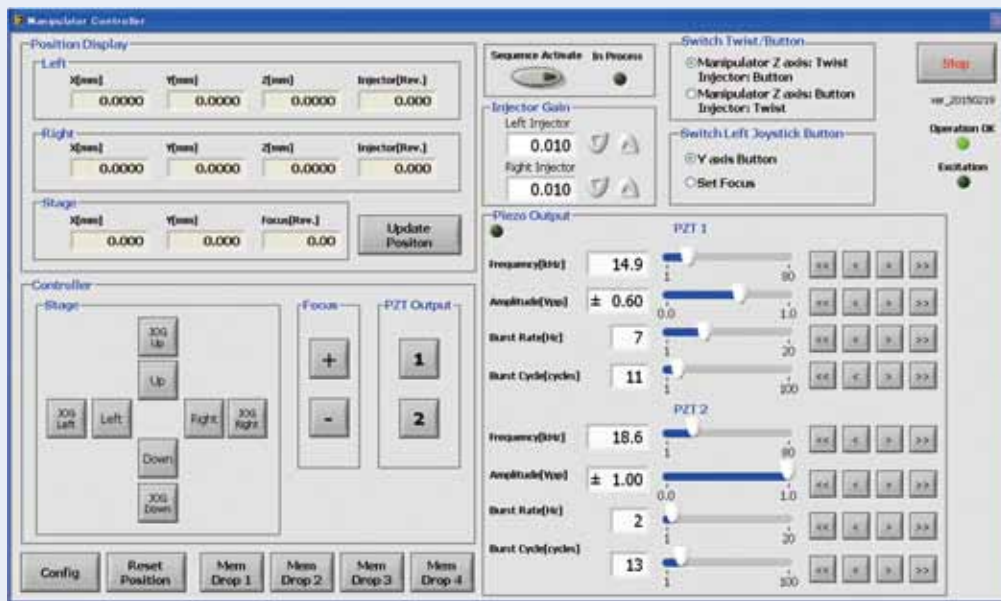 Manipulator Controller
Position Display
Left
X[mm] Y[mm] Z[mm] Injector[Rev.]
0.0000 0.0000 0.0000 0.000
Right
X[mm] Y[mm] Z[mm] Injector[Rev.]
0.0000 0.0000 0.0000 0.000
Stage
X[mm] Y[mm] Focus[Rev.]
0.000 0.000 0.00
Update
Positon
Controller
Stage
JOG
Up
Up
JOG
Left
Left
Right
JOG
Right
Down
JOG
Down
Focus
+
-
PZT Output
1
2
Config
Reset
Position
Mem
Drop 1
Mem
Drop 2
Mem
Drop 3
Mem
Drop 4
Sequence Activate In Process
Injector Gain
Left Injector
0.010
Right Injector
0.010
Switch Twist/Button
Manipulator Z axis: Twist
Injector: Button
Manipulator Z axis: Button
Injector: Twist
Switch Left Joystick Button
Y axis Button
Set Focus
Stop
ver_20150219
Operation OK
Excitation
Piezo Output
PZT 1
Frequency[kHz] 14.9 << < > >>
1 80
Amplitude[Vpp] ± 0.60 << < > >>
0.0 1.0
Burst Rate[Hz] 7 << < > >>
1 20
Burst Cycle[cycles] 11 << < > >>
1 100
PZT 2
Frequency[kHz] 18.6 << < > >>
1 80
Amplitude[Vpp] ± 1.00 << < > >>
0.0 1.0
Burst Rate[Hz] 2 << < > >>
1 20
Burst Cycle[cycles] 13 << < > >>
1 100